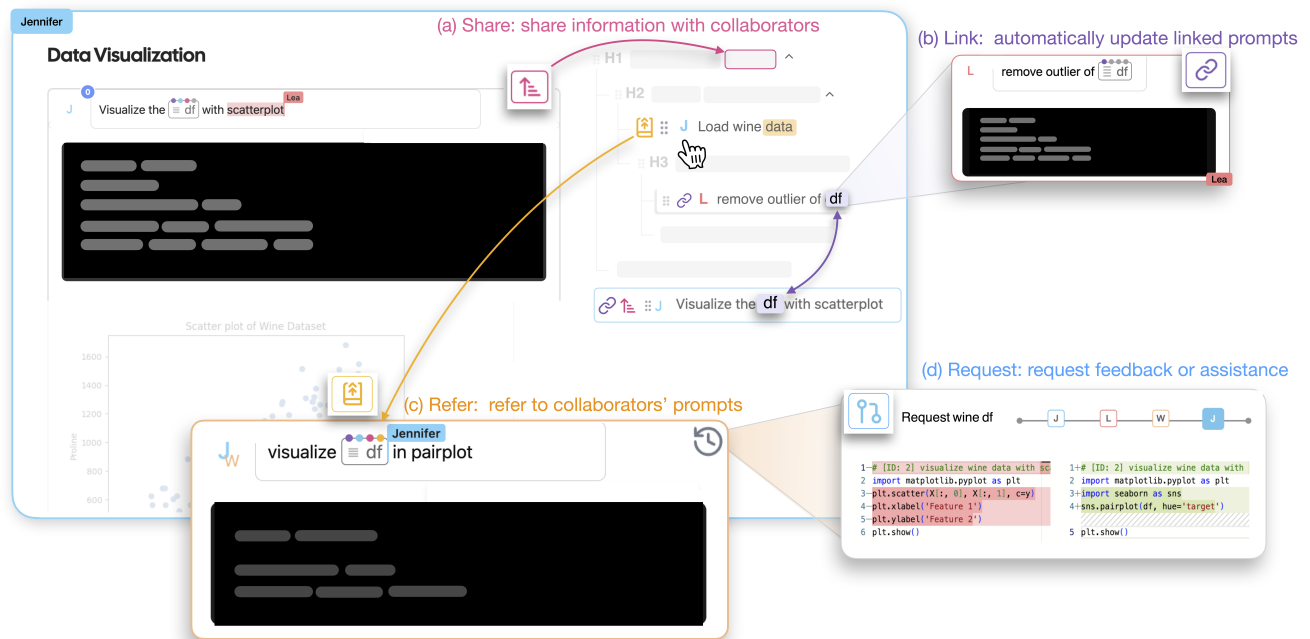 Jennifer
(a) Share: share information with collaborators
(b) Link:  automatically update linked prompts
Data Visualization
0
J
Visualize the df with scatterplot
Lea
H1
H2
J Load wine data
H3
L remove outlier of df
J Visualize the df with scatterplot
L
remove outlier of df
Lea
Scatter plot of Wine Dataset
1600
1400
1200
1000
800
600
Proline
(c) Refer:  refer to collaborators' prompts
Jennifer
J
W
visualize df in pairplot
(d) Request: request feedback or assistance
Request wine df
J
L
W
J
1-# [ID: 2] visualize wine data with sc
2 import matplotlib.pyplot as plt
3-plt.scatter(X[:, 0], X[:, 1], c=y)
4-plt.xlabel('Feature 1')
5-plt.ylabel('Feature 2')
6 plt.show()
1+# [ID: 2] visualize wine data with
2 import matplotlib.pyplot as plt
3+import seaborn as sns
4+sns.pairplot(df, hue='target')
5 plt.show()